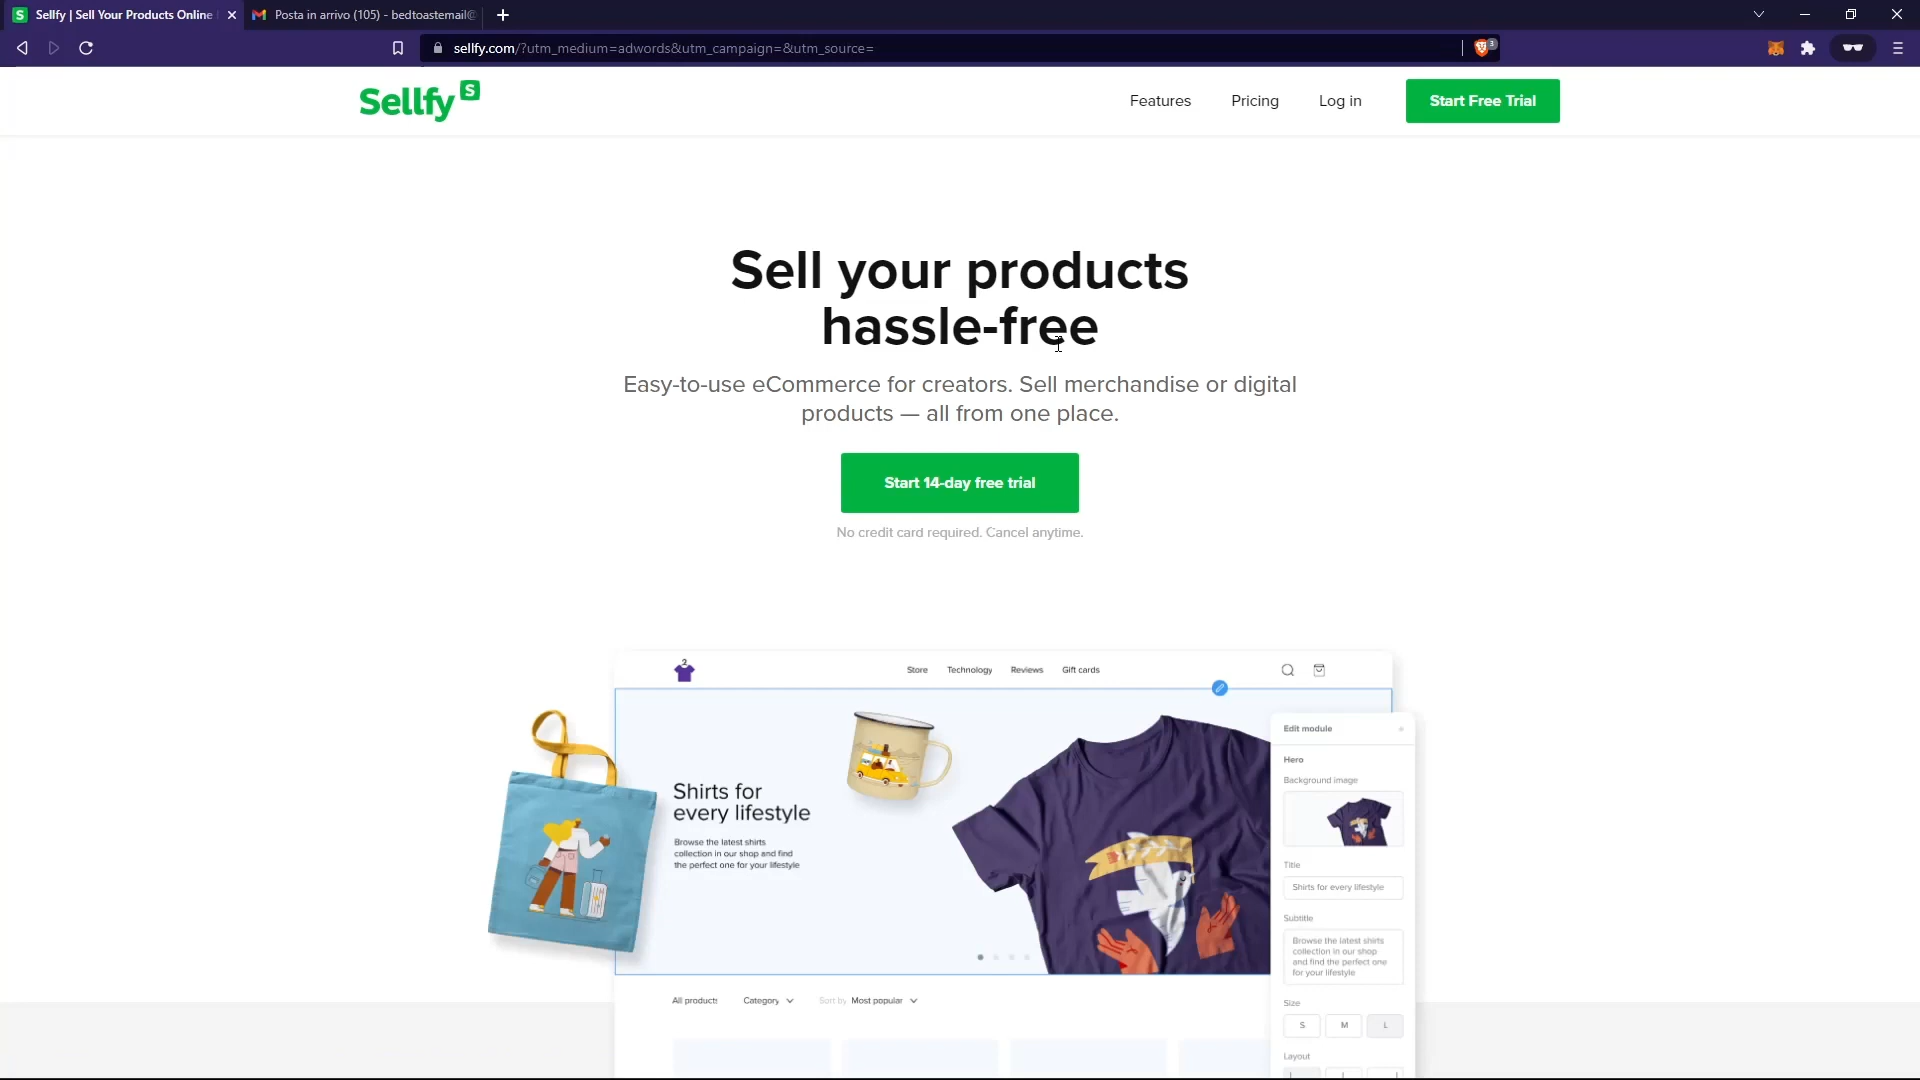 Sellfy | Sell Your Products Online
Posta in arrivo (105) - bedtoastemail@
sellfy.com/?utm_medium=adwords&utm_campaign=&utm_source=
3
Sellfy S
Features
Pricing
Log in
Start Free Trial
Sell your products
hassle-free
Easy-to-use eCommerce for creators. Sell merchandise or digital
products — all from one place.
Start 14-day free trial
No credit card required. Cancel anytime.
2
Store
Technology
Reviews
Gift cards
Shirts for
every lifestyle
Browse the latest shirts
collection in our shop and find
the perfect one for your lifestyle
Edit module
Hero
Background image
Title
Shirts for every lifestyle
Subtitle
Browse the latest shirts
collection in our shop
and find the perfect one
for your lifestyle
Size
S
M
L
Layout
All products
Category
Sort by Most popular